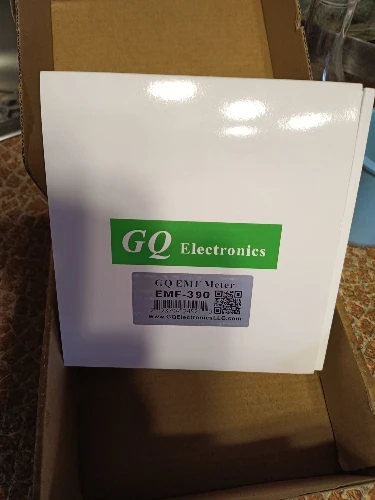 GQ Electronics
GQ EMF Meter
EMF-390
www.GQElectronicsLLC.com